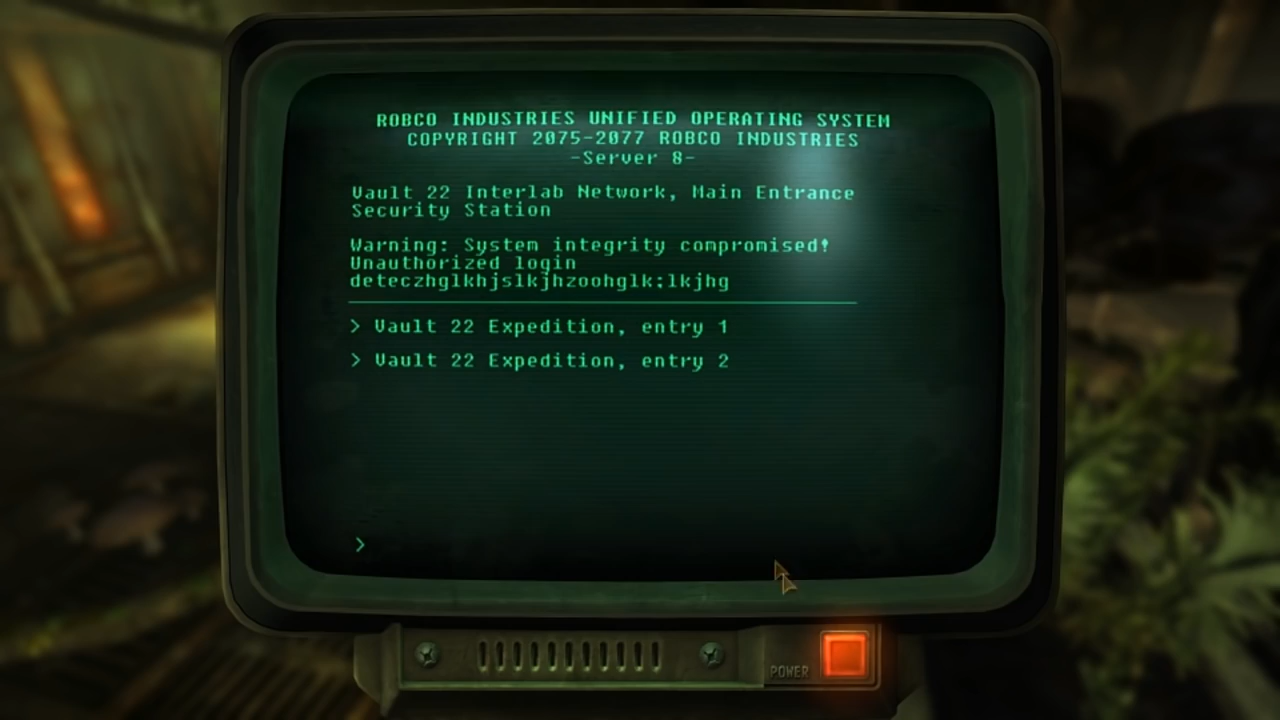 ROBCO INDUSTRIES UNIFIED OPERATING SYSTEM
COPYRIGHT 2075-2077 ROBCO INDUSTRIES
-Server 8-
Vault 22 Interlab Network, Main Entrance
Security Station
Warning: System integrity compromised!
Unauthorized login
deteczhglkhjslkjhzoohglk;lkjhg
> Vault 22 Expedition, entry 1
> Vault 22 Expedition, entry 2
>
POWER